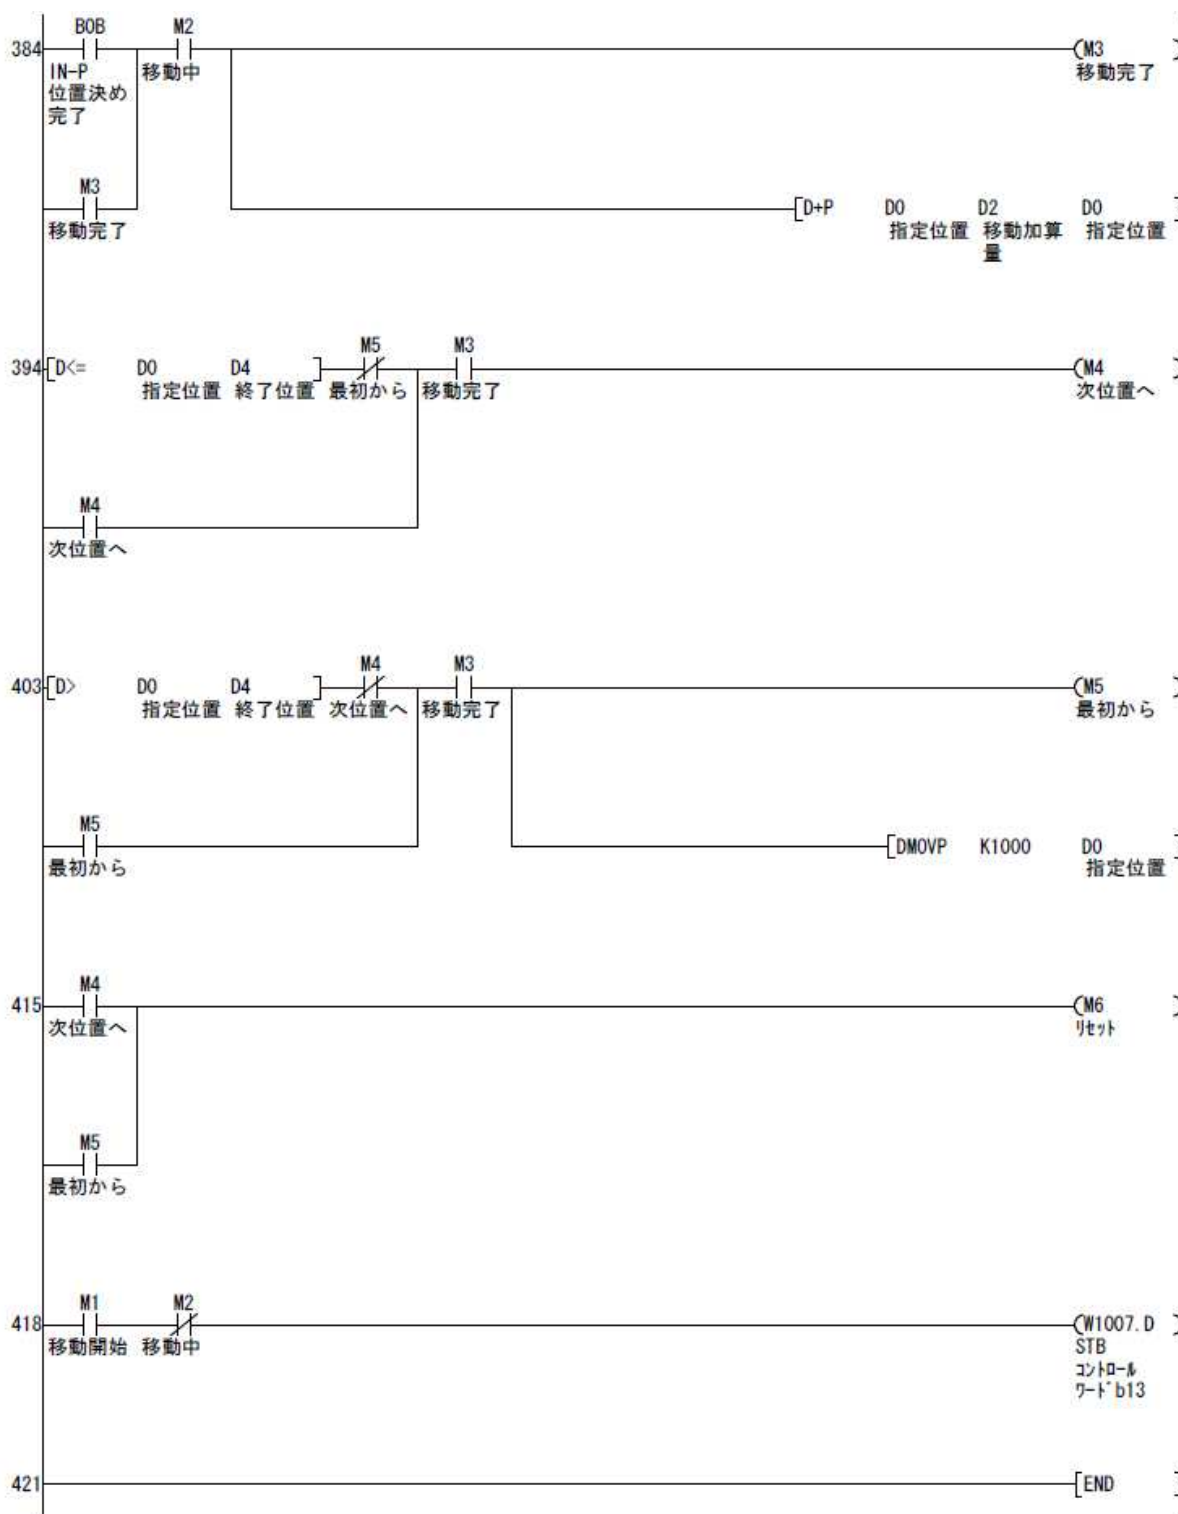 B0B M2
384 (M3 )
IN-P 移動中 移動完了
位置決め
完了
M3
[D+P D0 D2 D0 ]
移動完了 指定位置 移動加算 指定位置
量
M5 M3
394 [D<= D0 D4 ] (M4 )
指定位置 終了位置 最初から 移動完了 次位置へ
M4
次位置へ
M4 M3
403 [D> D0 D4 ] (M5 )
指定位置 終了位置 次位置へ 移動完了 最初から
M5
[DMOVP K1000 D0 ]
最初から 指定位置
M4
415 (M6 )
次位置へ ﾘｾｯﾄ
M5
最初から
M1 M2
418 (W1007.D )
移動開始 移動中 STB
ｺﾝﾄﾛｰﾙ
ﾜｰﾄﾞb13
421 [END ]